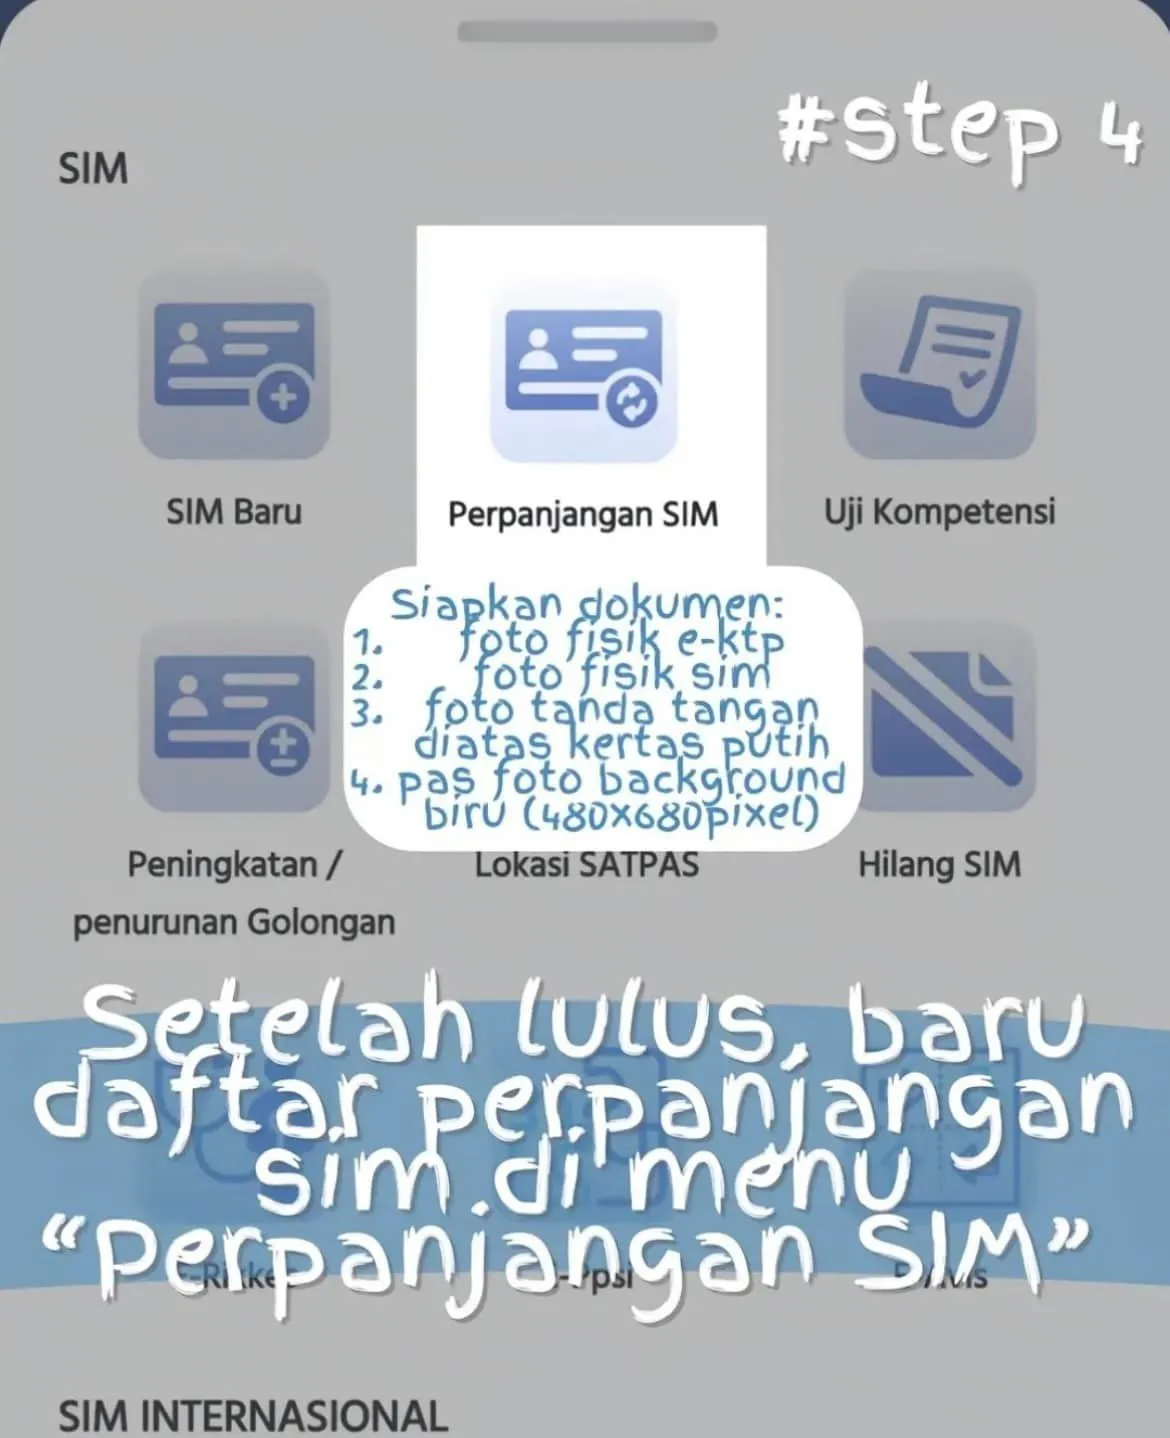 #step 4
SIM
SIM Baru
Perpanjangan SIM
Uji Kompetensi
Siapkan dokumen:
1. foto fisik e-ktp
2. foto fisik sim
3. foto tanda tangan
diatas kertas putih
4. pas foto background
biru (480x680pixel)
Peningkatan /
penurunan Golongan
Lokasi SATPAS
Hilang SIM
Setelah lulus, baru
daftar perpanjangan
sim di menu
“Perpanjangan SIM”
SIM INTERNASIONAL